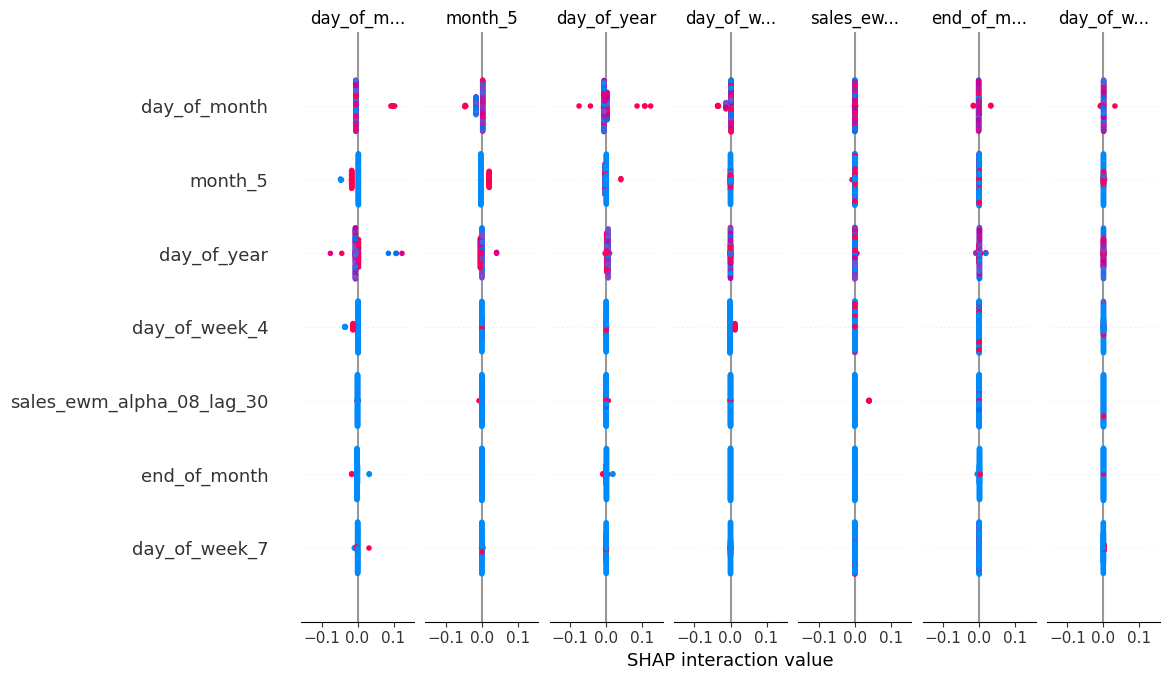 day_of_m... month_5 day_of_year day_of_w... sales_ew... end_of_m... day_of_w...
day_of_month
month_5
day_of_year
day_of_week_4
sales_ewm_alpha_08_lag_30
end_of_month
day_of_week_7
−0.1 0.0 0.1 −0.1 0.0 0.1 −0.1 0.0 0.1 −0.1 0.0 0.1 −0.1 0.0 0.1 −0.1 0.0 0.1 −0.1 0.0 0.1
SHAP interaction value